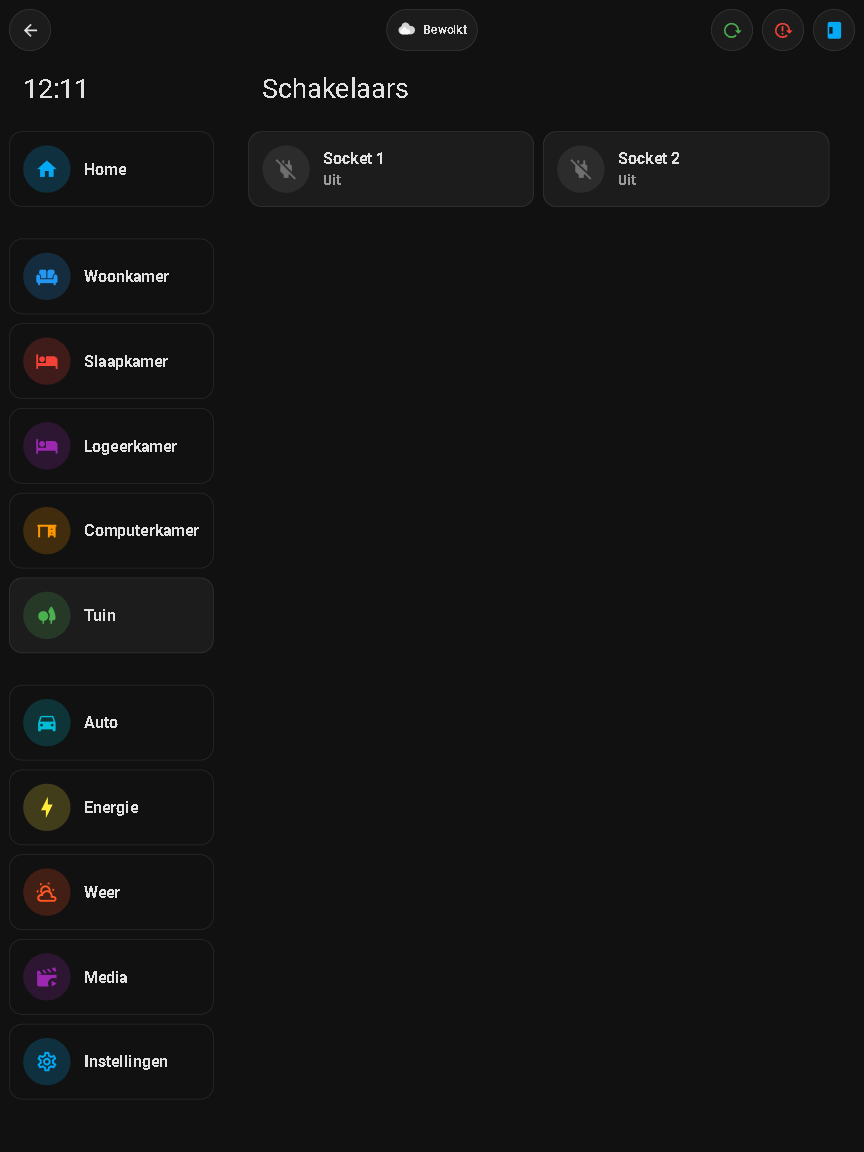 Bewolkt
12:11
Schakelaars
Home
Socket 1
Uit
Socket 2
Uit
Woonkamer
Slaapkamer
Logeerkamer
Computerkamer
Tuin
Auto
Energie
Weer
Media
Instellingen